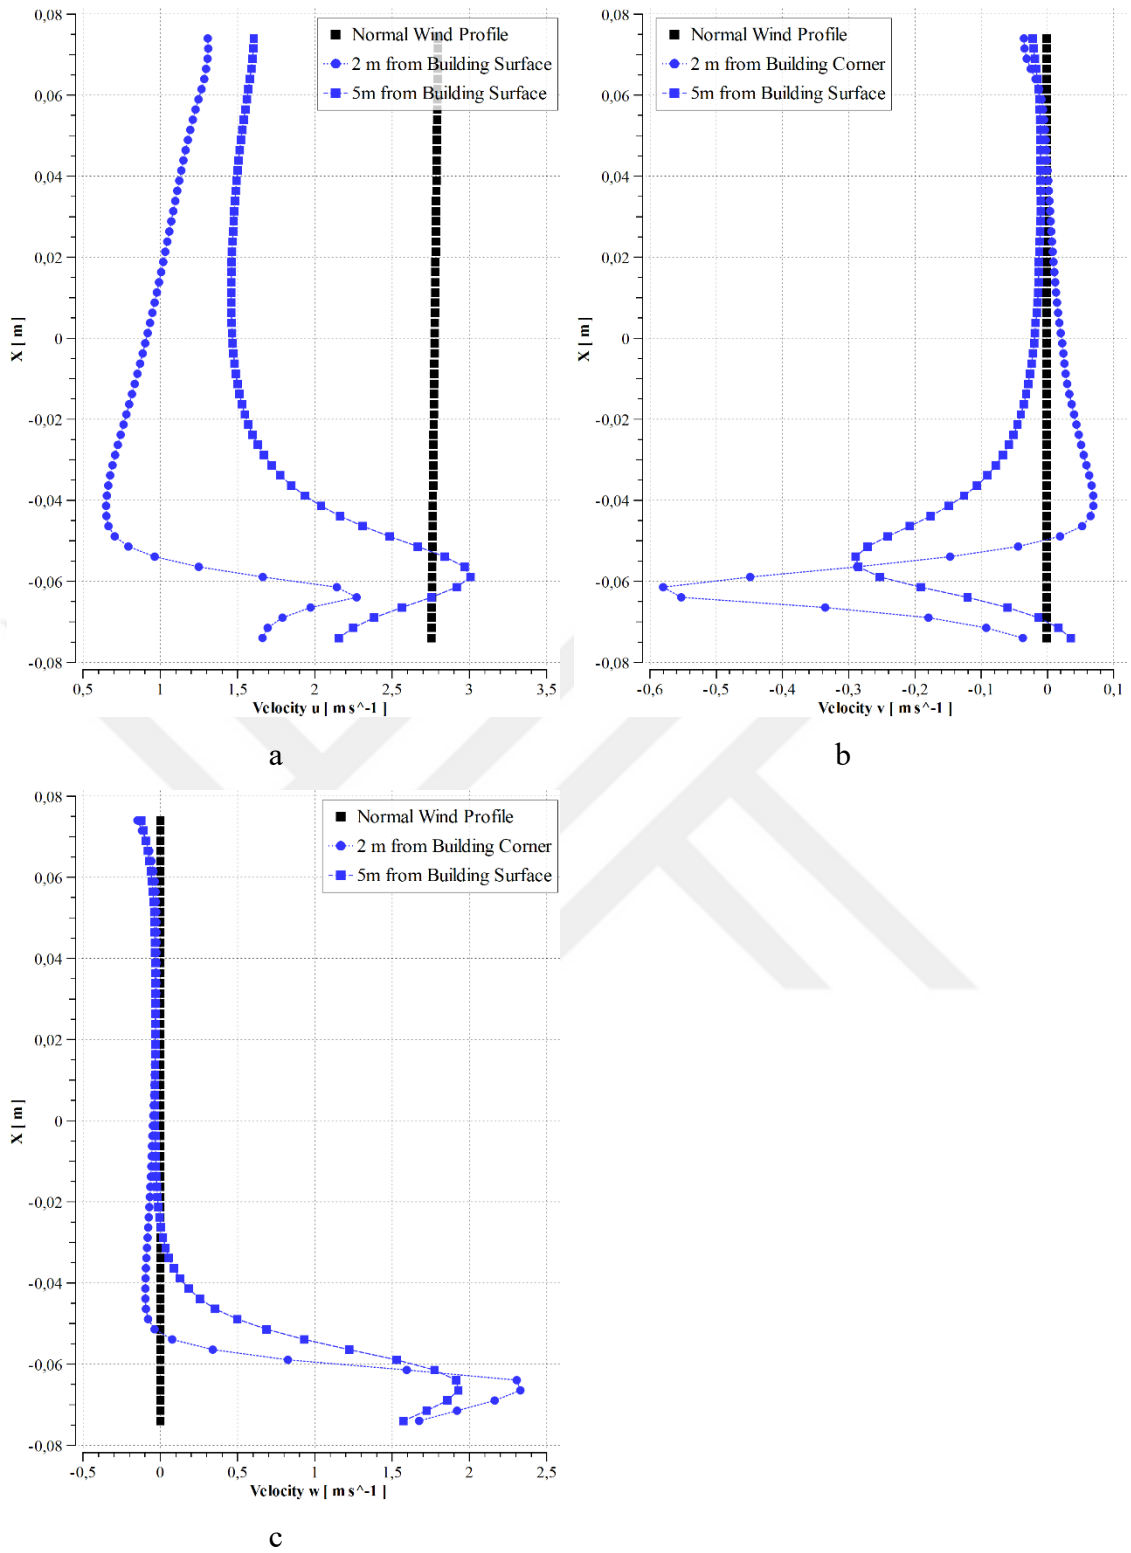 0,08
0,06
0,04
0,02
0
-0,02
-0,04
-0,06
-0,08
X [ m ]
Normal Wind Profile
2 m from Building Surface
5m from Building Surface
0,5 1 1,5 2 2,5 3 3,5
Velocity u [ m s^-1 ]
a
0,08
0,06
0,04
0,02
0
-0,02
-0,04
-0,06
-0,08
X [ m ]
Normal Wind Profile
2 m from Building Corner
5m from Building Surface
-0,6 -0,5 -0,4 -0,3 -0,2 -0,1 0 0,1
Velocity v [ m s^-1 ]
b
0,08
0,06
0,04
0,02
0
-0,02
-0,04
-0,06
-0,08
X [ m ]
Normal Wind Profile
2 m from Building Corner
5m from Building Surface
-0,5 0 0,5 1 1,5 2 2,5
Velocity w [ m s^-1 ]
c